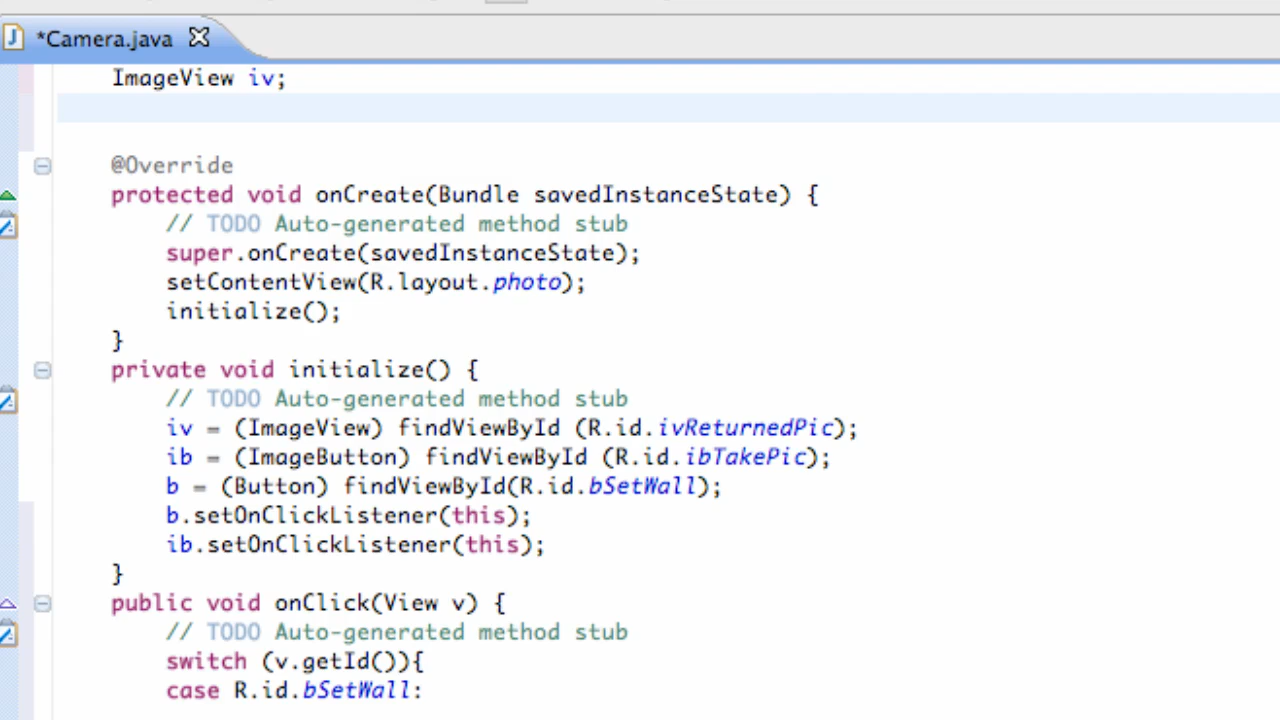 *Camera.java
ImageView iv;
@Override
protected void onCreate(Bundle savedInstanceState) {
// TODO Auto-generated method stub
super.onCreate(savedInstanceState);
setContentView(R.layout.photo);
initialize();
}
private void initialize() {
// TODO Auto-generated method stub
iv = (ImageView) findViewById (R.id.ivReturnedPic);
ib = (ImageButton) findViewById (R.id.ibTakePic);
b = (Button) findViewById(R.id.bSetWall);
b.setOnClickListener(this);
ib.setOnClickListener(this);
}
public void onClick(View v) {
// TODO Auto-generated method stub
switch (v.getId()){
case R.id.bSetWall: